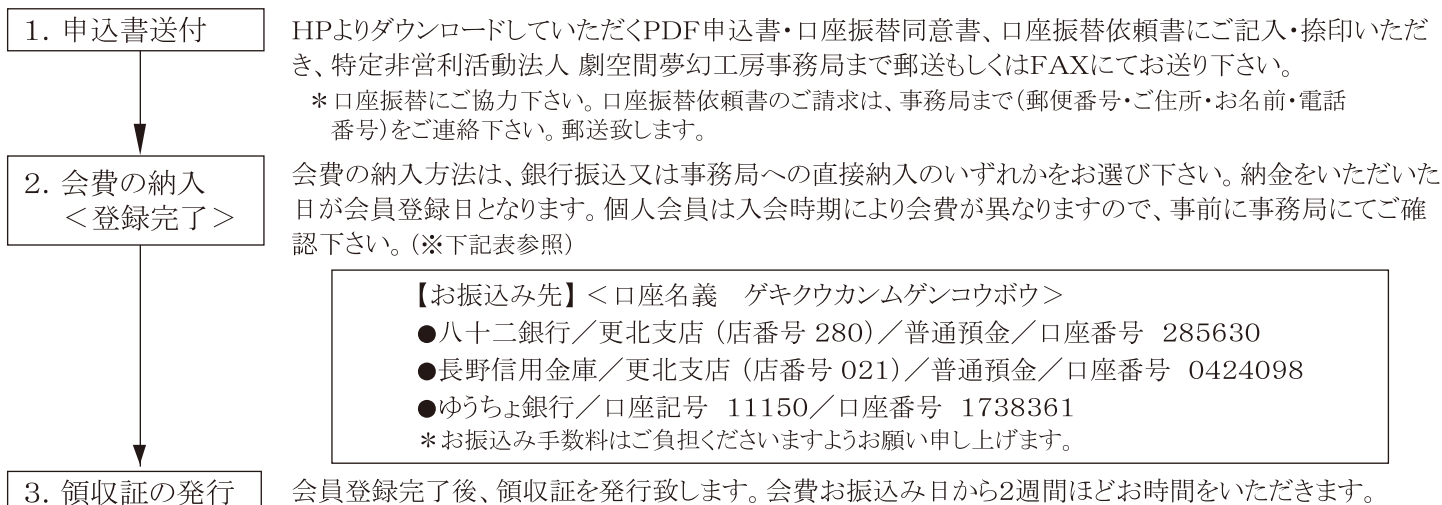 1. 申込書送付
HPよりダウンロードしていただくPDF申込書・口座振替同意書、口座振替依頼書にご記入・捺印いただ
き、特定非営利活動法人 劇空間夢幻工房事務局まで郵送もしくはFAXにてお送り下さい。
＊口座振替にご協力下さい。口座振替依頼書のご請求は、事務局まで（郵便番号・ご住所・お名前・電話
番号）をご連絡下さい。郵送致します。
2. 会費の納入
＜登録完了＞
会費の納入方法は、銀行振込又は事務局への直接納入のいずれかをお選び下さい。納金をいただいた
日が会員登録日となります。個人会員は入会時期により会費が異なりますので、事前に事務局にてご確
認下さい。（※下記表参照）
【お振込み先】＜口座名義　ゲキクウカンムゲンコウボウ＞
●八十二銀行／更北支店（店番号 280）／普通預金／口座番号 285630
●長野信用金庫／更北支店（店番号 021）／普通預金／口座番号 0424098
●ゆうちょ銀行／口座記号 11150／口座番号 1738361
＊お振込み手数料はご負担くださいますようお願い申し上げます。
3. 領収証の発行
会員登録完了後、領収証を発行致します。会費お振込み日から2週間ほどお時間をいただきます。